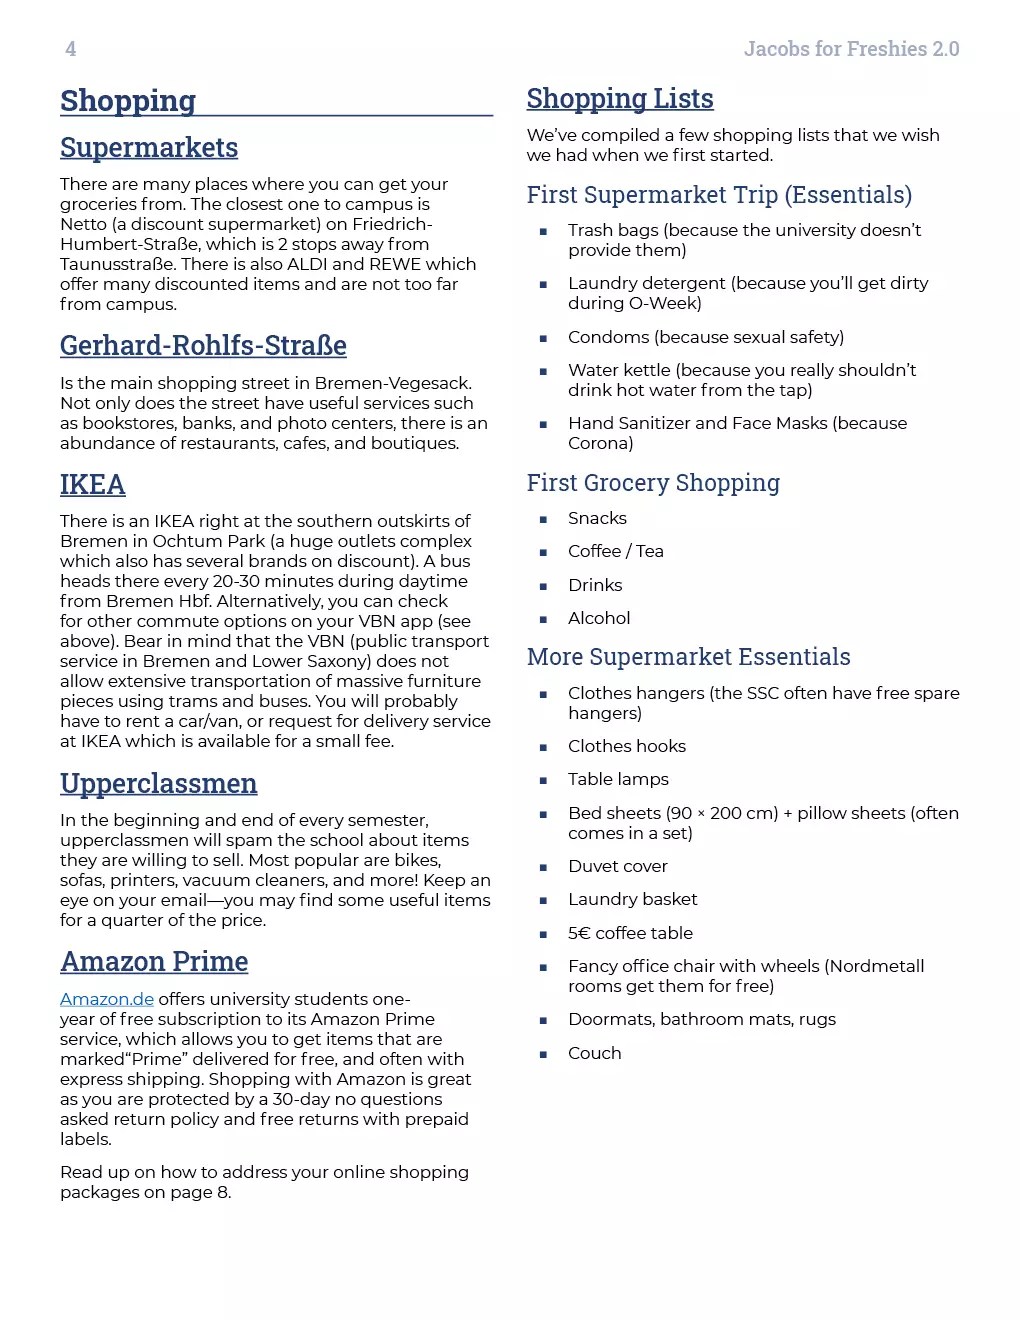 4
Jacobs for Freshies 2.0
Shopping
Supermarkets
There are many places where you can get your
groceries from. The closest one to campus is
Netto (a discount supermarket) on Friedrich-
Humbert-Straße, which is 2 stops away from
Taunusstraße. There is also ALDI and REWE which
offer many discounted items and are not too far
from campus.
Gerhard-Rohlfs-Straße
Is the main shopping street in Bremen-Vegesack.
Not only does the street have useful services such
as bookstores, banks, and photo centers, there is an
abundance of restaurants, cafes, and boutiques.
IKEA
There is an IKEA right at the southern outskirts of
Bremen in Ochtum Park (a huge outlets complex
which also has several brands on discount). A bus
heads there every 20-30 minutes during daytime
from Bremen Hbf. Alternatively, you can check
for other commute options on your VBN app (see
above). Bear in mind that the VBN (public transport
service in Bremen and Lower Saxony) does not
allow extensive transportation of massive furniture
pieces using trams and buses. You will probably
have to rent a car/van, or request for delivery service
at IKEA which is available for a small fee.
Upperclassmen
In the beginning and end of every semester,
upperclassmen will spam the school about items
they are willing to sell. Most popular are bikes,
sofas, printers, vacuum cleaners, and more! Keep an
eye on your email—you may find some useful items
for a quarter of the price.
Amazon Prime
Amazon.de offers university students one-
year of free subscription to its Amazon Prime
service, which allows you to get items that are
marked“Prime” delivered for free, and often with
express shipping. Shopping with Amazon is great
as you are protected by a 30-day no questions
asked return policy and free returns with prepaid
labels.
Read up on how to address your online shopping
packages on page 8.
Shopping Lists
We’ve compiled a few shopping lists that we wish
we had when we first started.
First Supermarket Trip (Essentials)
▪ Trash bags (because the university doesn’t
provide them)
▪ Laundry detergent (because you’ll get dirty
during O-Week)
▪ Condoms (because sexual safety)
▪ Water kettle (because you really shouldn’t
drink hot water from the tap)
▪ Hand Sanitizer and Face Masks (because
Corona)
First Grocery Shopping
▪ Snacks
▪ Coffee / Tea
▪ Drinks
▪ Alcohol
More Supermarket Essentials
▪ Clothes hangers (the SSC often have free spare
hangers)
▪ Clothes hooks
▪ Table lamps
▪ Bed sheets (90 × 200 cm) + pillow sheets (often
comes in a set)
▪ Duvet cover
▪ Laundry basket
▪ 5€ coffee table
▪ Fancy office chair with wheels (Nordmetall
rooms get them for free)
▪ Doormats, bathroom mats, rugs
▪ Couch